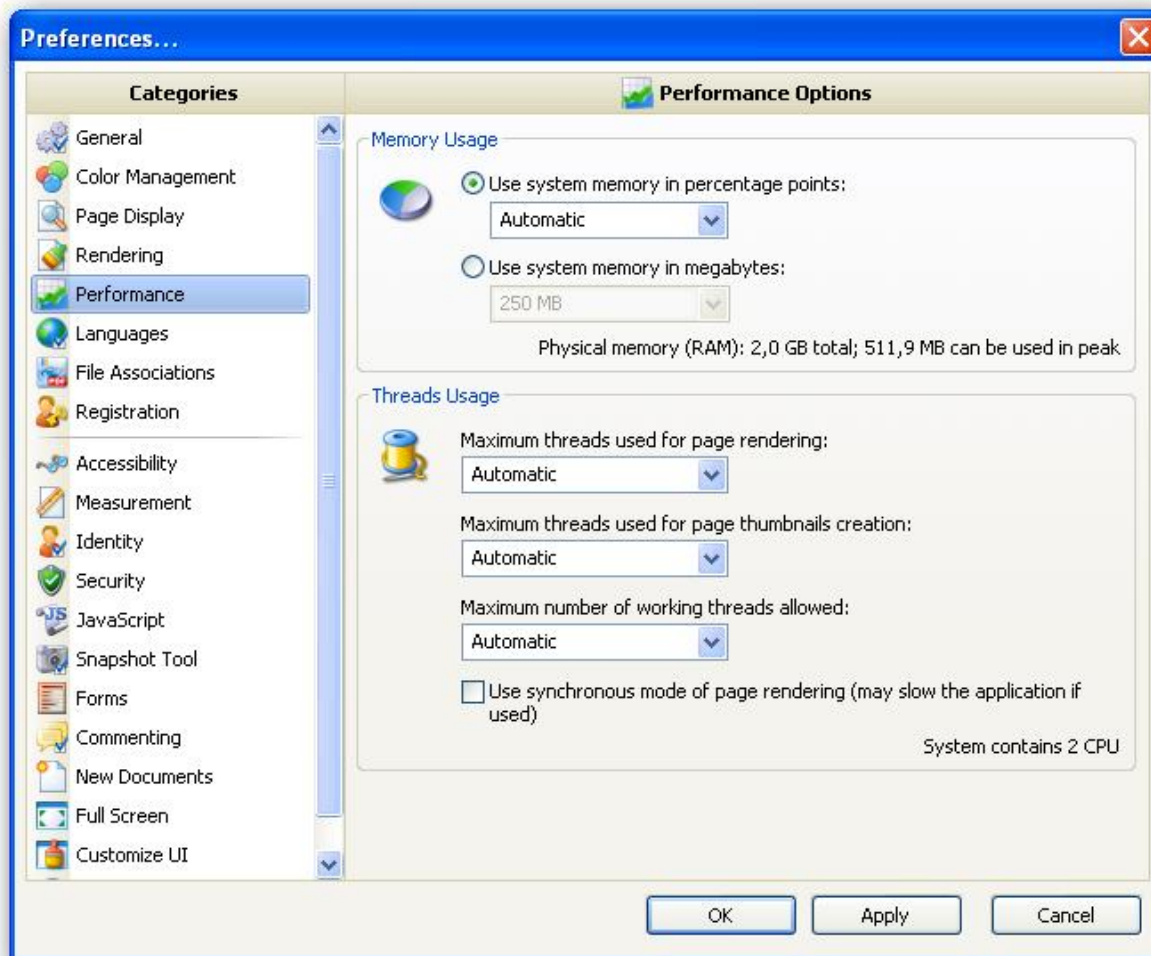 Preferences...
Categories
General
Color Management
Page Display
Rendering
Performance
Languages
File Associations
Registration
Accessibility
Measurement
Identity
Security
JavaScript
Snapshot Tool
Forms
Commenting
New Documents
Full Screen
Customize UI
Performance Options
Memory Usage
Use system memory in percentage points:
Automatic
Use system memory in megabytes:
250 MB
Physical memory (RAM): 2,0 GB total; 511,9 MB can be used in peak
Threads Usage
Maximum threads used for page rendering:
Automatic
Maximum threads used for page thumbnails creation:
Automatic
Maximum number of working threads allowed:
Automatic
Use synchronous mode of page rendering (may slow the application if
used)
System contains 2 CPU
OK
Apply
Cancel